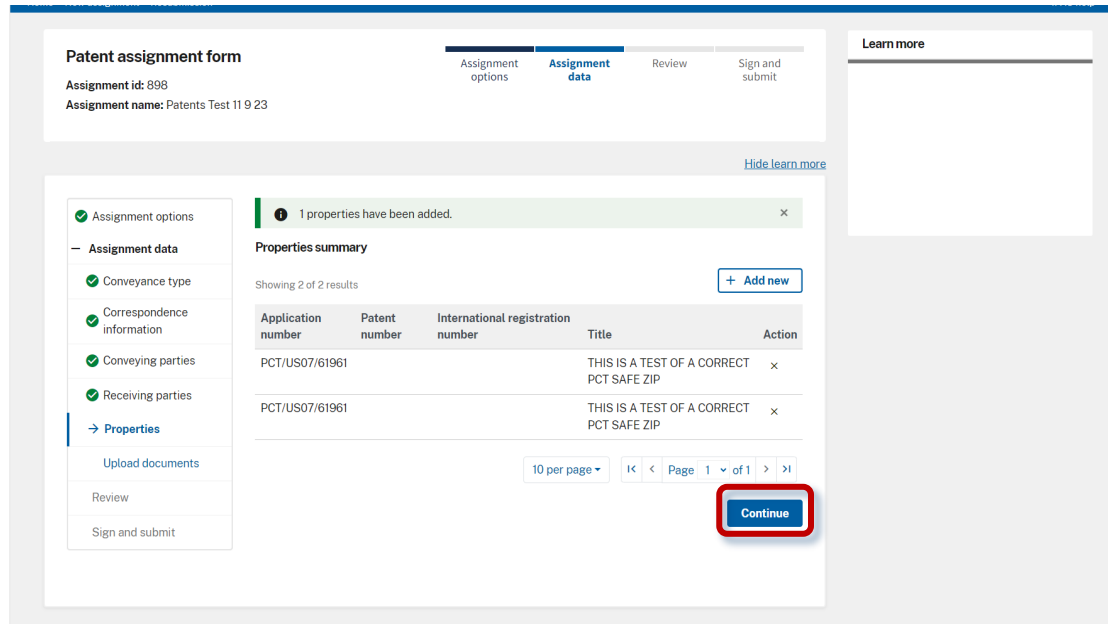 Patent assignment form
Assignment id: 898
Assignment name: Patents Test 11 9 23
Assignment options
Assignment data
Review
Sign and submit
Learn more
Hide learn more
Assignment options
Assignment data
Conveyance type
Correspondence information
Conveying parties
Receiving parties
Properties
Upload documents
Review
Sign and submit
1 properties have been added.
Properties summary
Showing 2 of 2 results
+ Add new
Application number Patent number International registration number Title Action
PCT/US07/61961 THIS IS A TEST OF A CORRECT PCT SAFE ZIP ×
PCT/US07/61961 THIS IS A TEST OF A CORRECT PCT SAFE ZIP ×
10 per page
Page 1 of 1
Continue